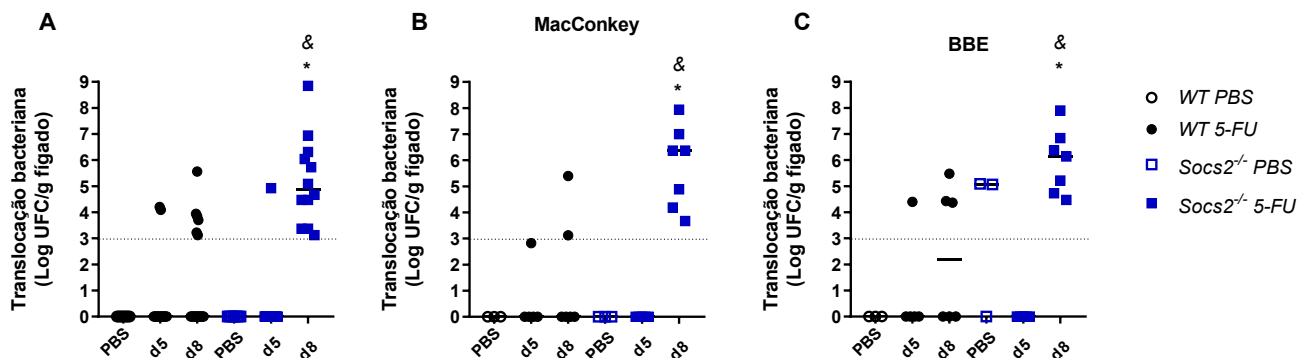 A
Translocação bacteriana
(Log UFC/g fígado)
9
8
7
6
5
4
3
2
1
0
&
*
PBS
d5
d8
PBS
d5
d8
B
MacConkey
Translocação bacteriana
(Log UFC/g fígado)
9
8
7
6
5
4
3
2
1
0
&
*
PBS
d5
d8
PBS
d5
d8
C
BBE
Translocação bacteriana
(Log UFC/g fígado)
9
8
7
6
5
4
3
2
1
0
&
*
PBS
d5
d8
PBS
d5
d8
WT PBS
WT 5-FU
Socs2-/- PBS
Socs2-/- 5-FU